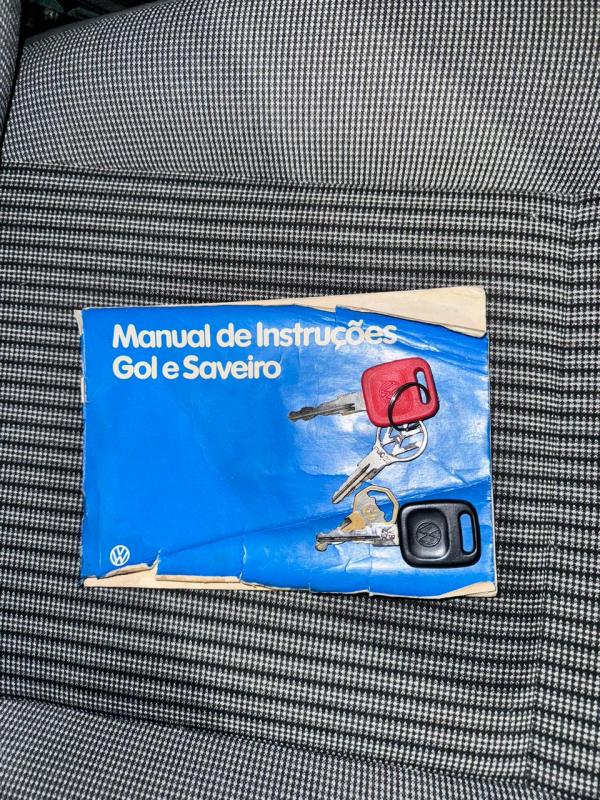 Manual de Instruções
Gol e Saveiro